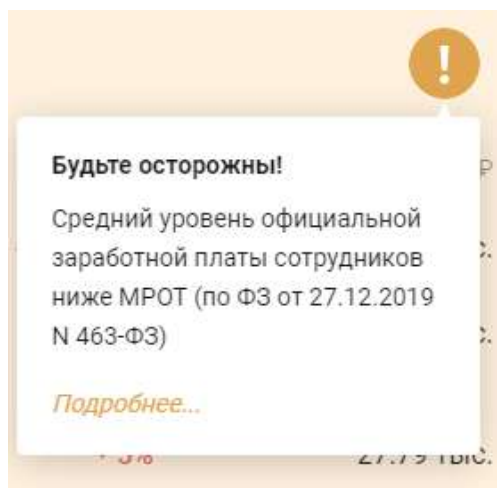 !
Будьте осторожны!
₽
Средний уровень официальной
заработной платы сотрудников
с.
ниже МРОТ (по ФЗ от 27.12.2019
N 463-ФЗ)
с.
Подробнее...
5% 27.79 тыс.